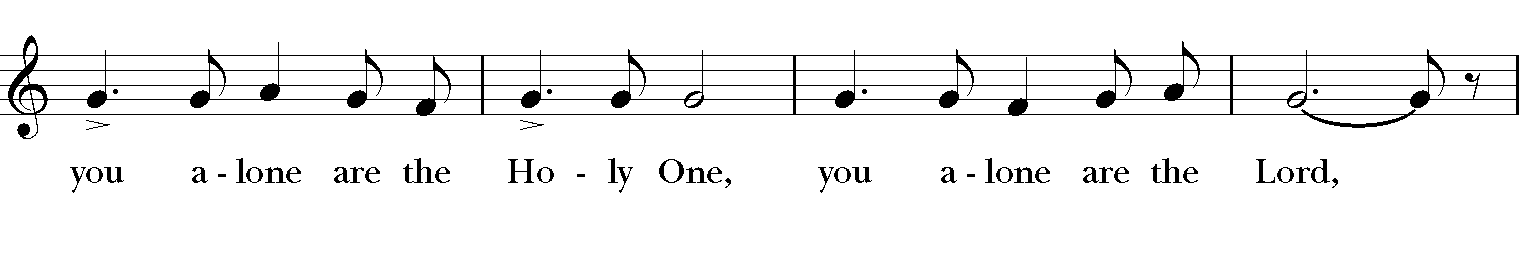 you a - lone are the Ho - ly One, you a - lone are the Lord,